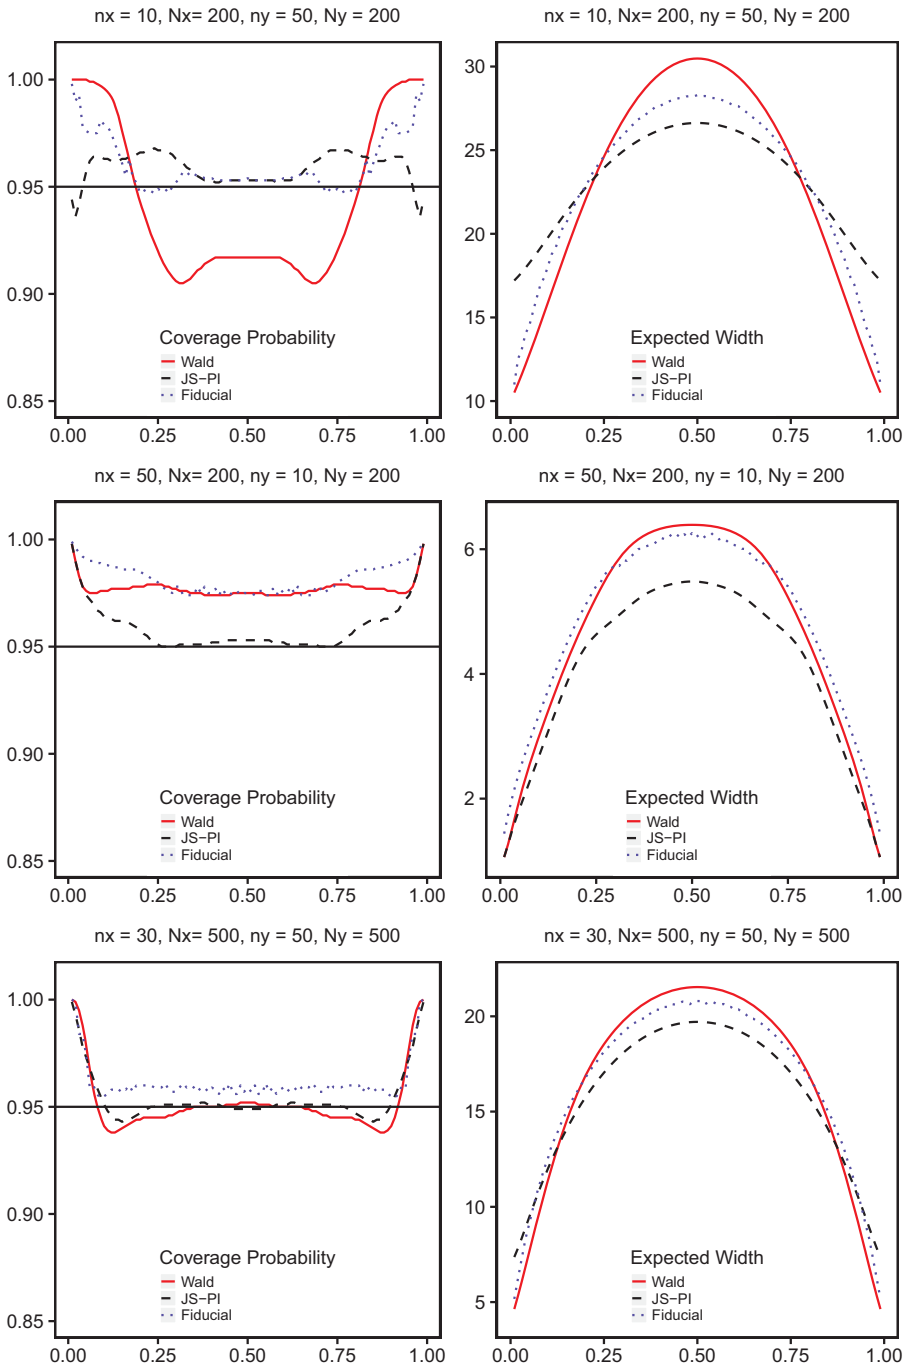 nx = 10, Nx= 200, ny = 50, Ny = 200
1.00
0.95
0.90
0.85
Coverage Probability
Wald
JS−PI
Fiducial
0.00 0.25 0.50 0.75 1.00
nx = 10, Nx= 200, ny = 50, Ny = 200
30
25
20
15
10
Expected Width
Wald
JS−PI
Fiducial
0.00 0.25 0.50 0.75 1.00
nx = 50, Nx= 200, ny = 10, Ny = 200
1.00
0.95
0.90
0.85
Coverage Probability
Wald
JS−PI
Fiducial
0.00 0.25 0.50 0.75 1.00
nx = 50, Nx= 200, ny = 10, Ny = 200
6
4
2
Expected Width
Wald
JS−PI
Fiducial
0.00 0.25 0.50 0.75 1.00
nx = 30, Nx= 500, ny = 50, Ny = 500
1.00
0.95
0.90
0.85
Coverage Probability
Wald
JS−PI
Fiducial
0.00 0.25 0.50 0.75 1.00
nx = 30, Nx= 500, ny = 50, Ny = 500
20
15
10
5
Expected Width
Wald
JS−PI
Fiducial
0.00 0.25 0.50 0.75 1.00